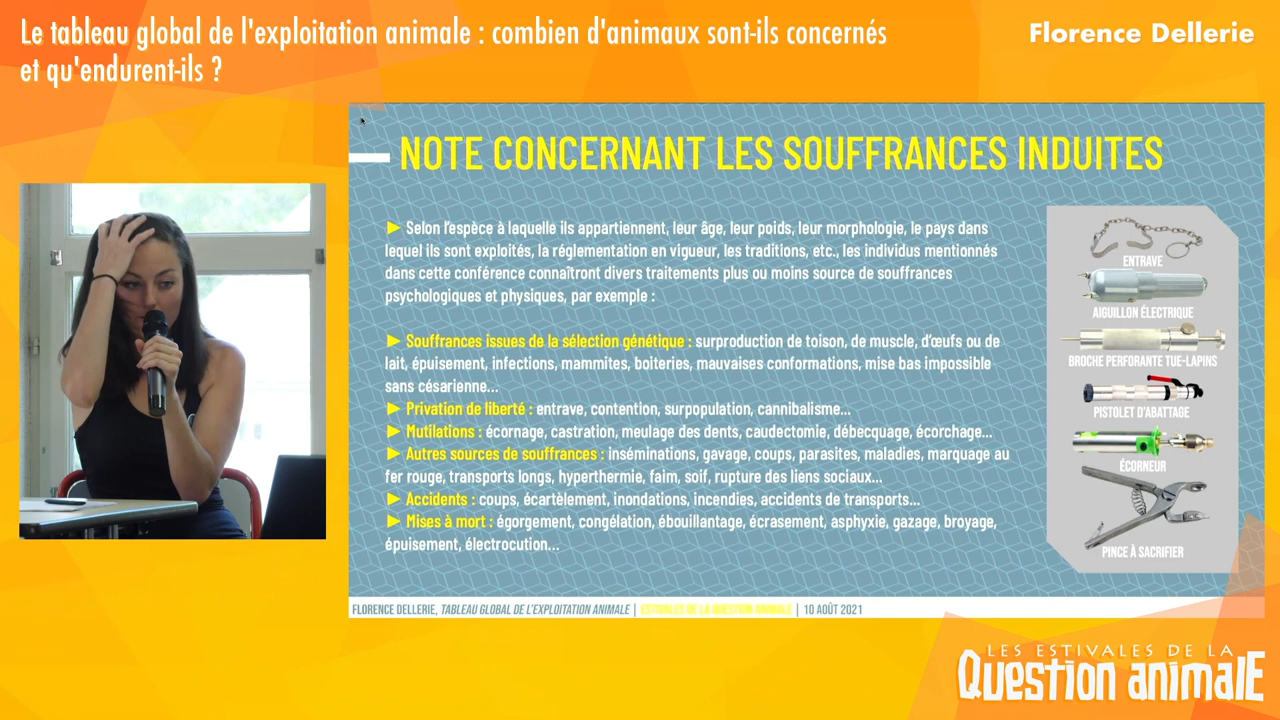 Le tableau global de l'exploitation animale : combien d'animaux sont-ils concernés
et qu'endurent-ils ?
Florence Dellerie
NOTE CONCERNANT LES SOUFFRANCES INDUITES
► Selon l'espèce à laquelle ils appartiennent, leur âge, leur poids, leur morphologie, le pays dans
lequel ils sont exploités, la réglementation en vigueur, les traditions, etc., les individus mentionnés
dans cette conférence connaîtront divers traitements plus ou moins source de souffrances
psychologiques et physiques, par exemple :
► Souffrances issues de la sélection génétique : surproduction de toison, de muscle, d'œufs ou de
lait, épuisement, infections, mammites, boiteries, mauvaises conformations, mise bas impossible
sans césarienne...
► Privation de liberté : entrave, contention, surpopulation, cannibalisme...
► Mutilations : écornage, castration, meulage des dents, caudectomie, débecquage, écorchage...
► Autres sources de souffrances : inséminations, gavage, coups, parasites, maladies, marquage au
fer rouge, transports longs, hyperthermie, faim, soif, rupture des liens sociaux...
► Accidents : coups, écartèlement, inondations, incendies, accidents de transports...
► Mises à mort : égorgement, congélation, ébouillantage, écrasement, asphyxie, gazage, broyage,
épuisement, électrocution...
ENTRAVE
AIGUILLON ÉLECTRIQUE
BROCHE PERFORANTE TUE-LAPINS
PISTOLET D'ABATTAGE
ÉCORNEUR
PINCE À SACRIFIER
FLORENCE DELLERIE, TABLEAU GLOBAL DE L'EXPLOITATION ANIMALE | ESTIVALES DE LA QUESTION ANIMALE | 10 AOÛT 2021
LES ESTIVALES DE LA
Question animalE